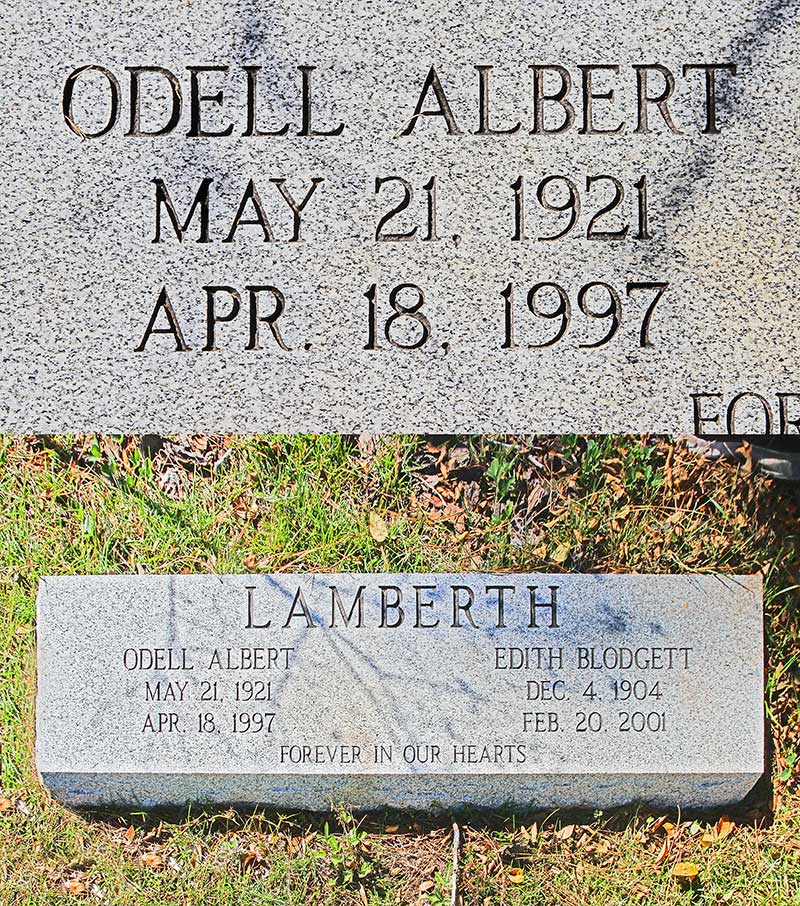 ODELL ALBERT
MAY 21, 1921
APR. 18, 1997
FOR
LAMBERTH
ODELL ALBERT
MAY 21, 1921
APR. 18, 1997
EDITH BLODGETT
DEC. 4, 1904
FEB. 20, 2001
FOREVER IN OUR HEARTS